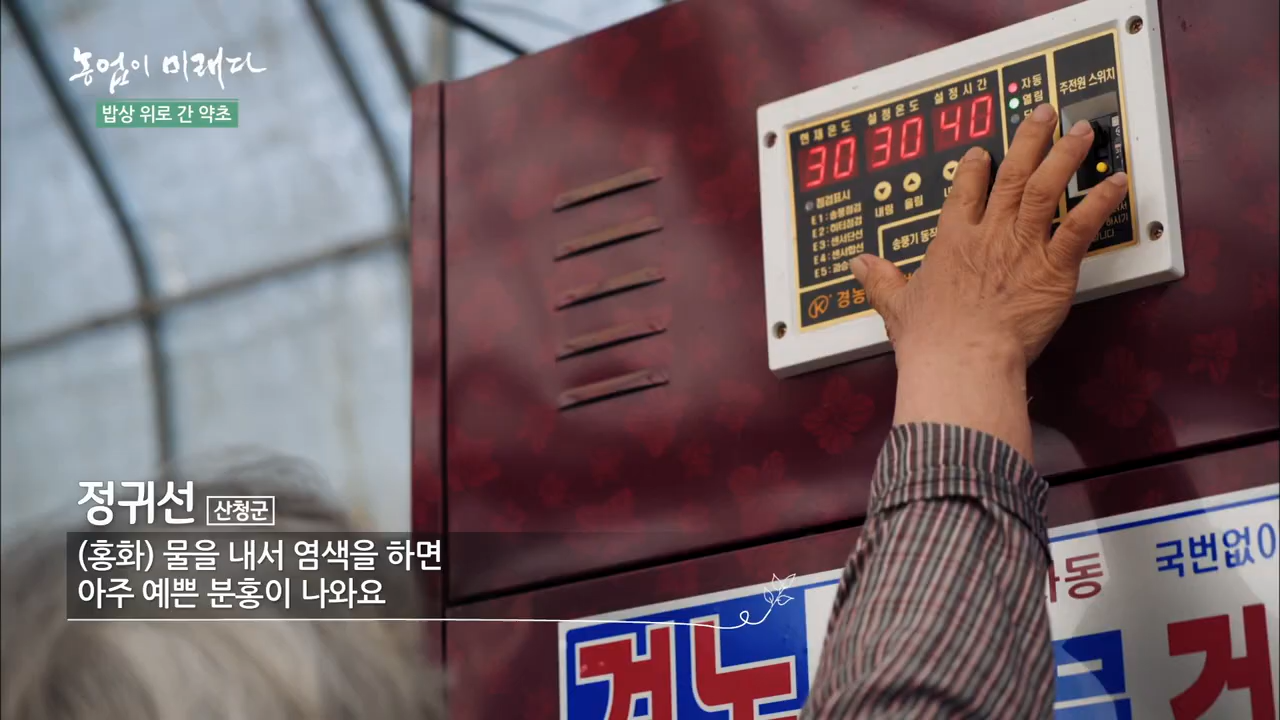 농업이 미래다
밥상 위로 간 약초
현재온도 설정온도 설정시간
30 30 40
자동
열림
주전원 스위치
점검표시
E1 : 송풍점검
E2 : 히터점검
E3 : 센서단선
E4 : 센서합선
내림 올림
송풍기 동작
경농
정귀선 산청군
(홍화) 물을 내서 염색을 하면
아주 예쁜 분홍이 나와요
국번없이